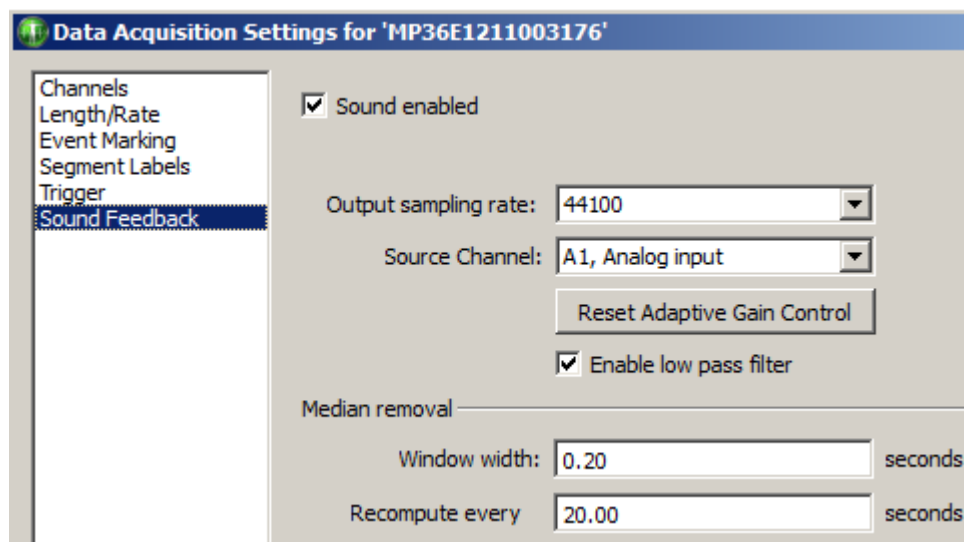 Data Acquisition Settings for 'MP36E1211003176'
Channels
Length/Rate
Event Marking
Segment Labels
Trigger
Sound Feedback
Sound enabled
Output sampling rate: 44100
Source Channel: A1, Analog input
Reset Adaptive Gain Control
Enable low pass filter
Median removal
Window width: 0.20 seconds
Recompute every 20.00 seconds